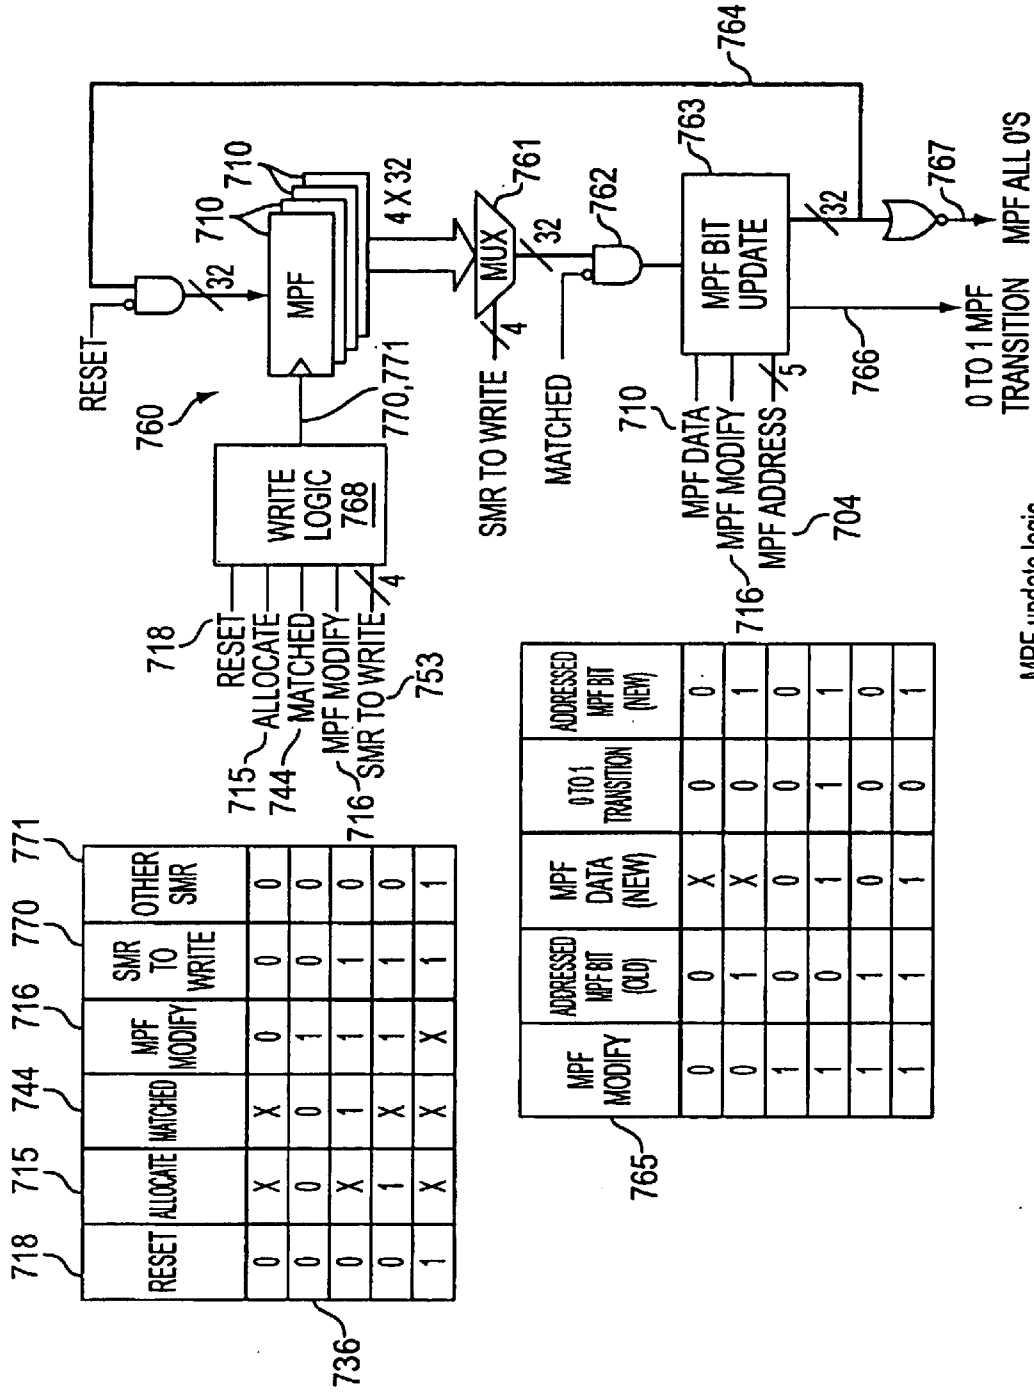 718
715
744
716
770
771
RESET ALLOCATE MATCHED MPF MODIFY SMR TO WRITE OTHER SMR
0 X X 0 0 0
0 0 0 1 0 0
0 X 1 1 1 0
0 1 X 1 1 0
1 X X X 1 1
736
MPF MODIFY ADDRESSED MPF BIT (OLD) MPF DATA (NEW) 0 TO 1 TRANSITION ADDRESSED MPF BIT (NEW)
0 0 X 0 0
0 1 X 0 1
1 0 0 0 0
1 0 1 1 1
1 1 0 0 0
1 1 1 0 1
765
718
RESET
715
ALLOCATE
744
MATCHED
716
MPF MODIFY
SMR TO WRITE
753
4
WRITE LOGIC
768
770,771
760
RESET
32
MPF
710
710
4 X 32
SMR TO WRITE
4
MUX
761
32
MATCHED
762
710
MPF DATA
716
MPF MODIFY
MPF ADDRESS
704
5
MPF BIT UPDATE
763
32
764
766
767
0 TO 1 MPF TRANSITION
MPF ALL 0'S